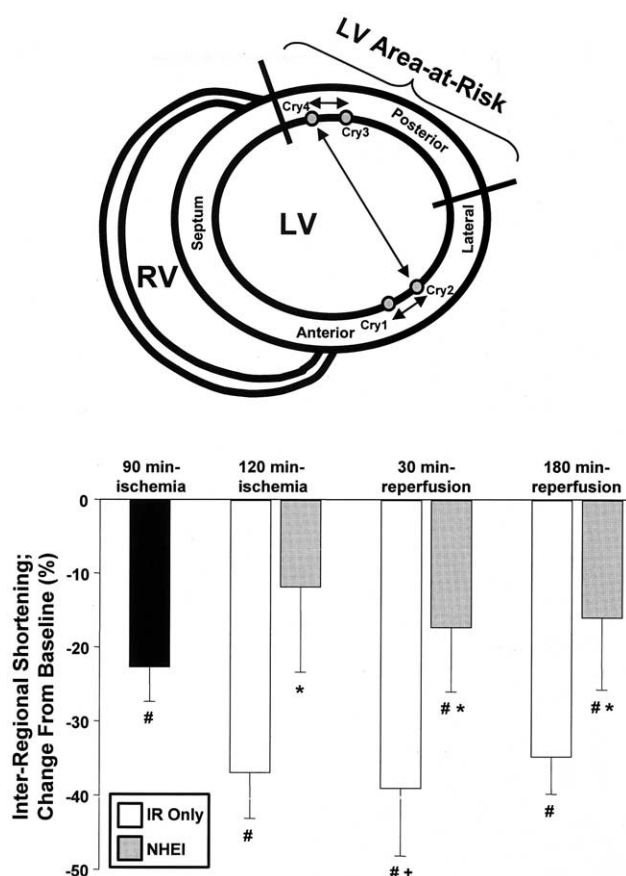 LV Area-at-Risk
Cry4
Cry3
Posterior
Septum
LV
Lateral
RV
Cry2
Cry1
Anterior
90 min-
ischemia
120 min-
ischemia
30 min-
reperfusion
180 min-
reperfusion
Inter-Regional Shortening;
Change From Baseline (%)
0
-10
-20
-30
-40
-50
#
#
*
# +
# *
#
# *
IR Only
NHEI